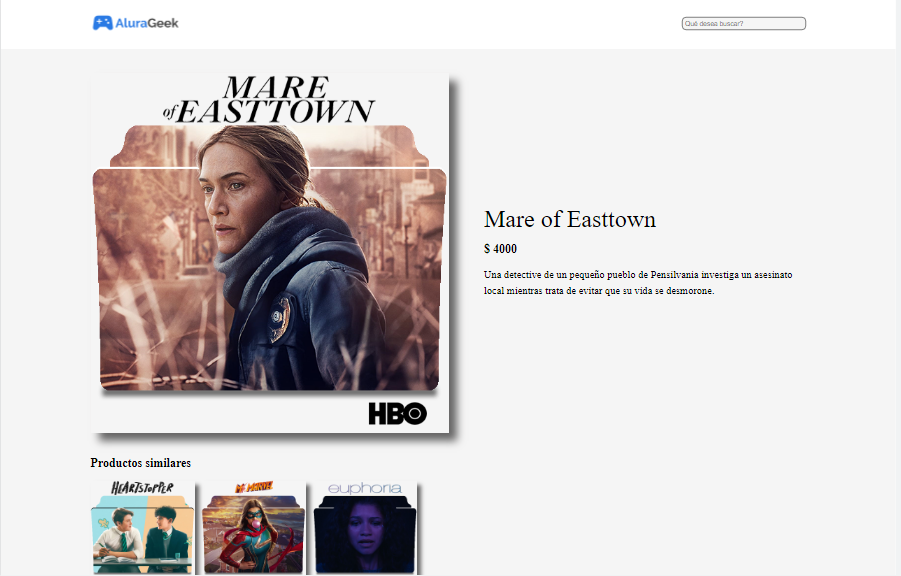 AluraGeek
Qué desea buscar?
MARE
of EASTTOWN
HBO
Mare of Easttown
$ 4000
Una detective de un pequeño pueblo de Pensilvania investiga un asesinato
local mientras trata de evitar que su vida se desmorone.
Productos similares
HEARTSTOPPER
MS MARVEL
euphoria